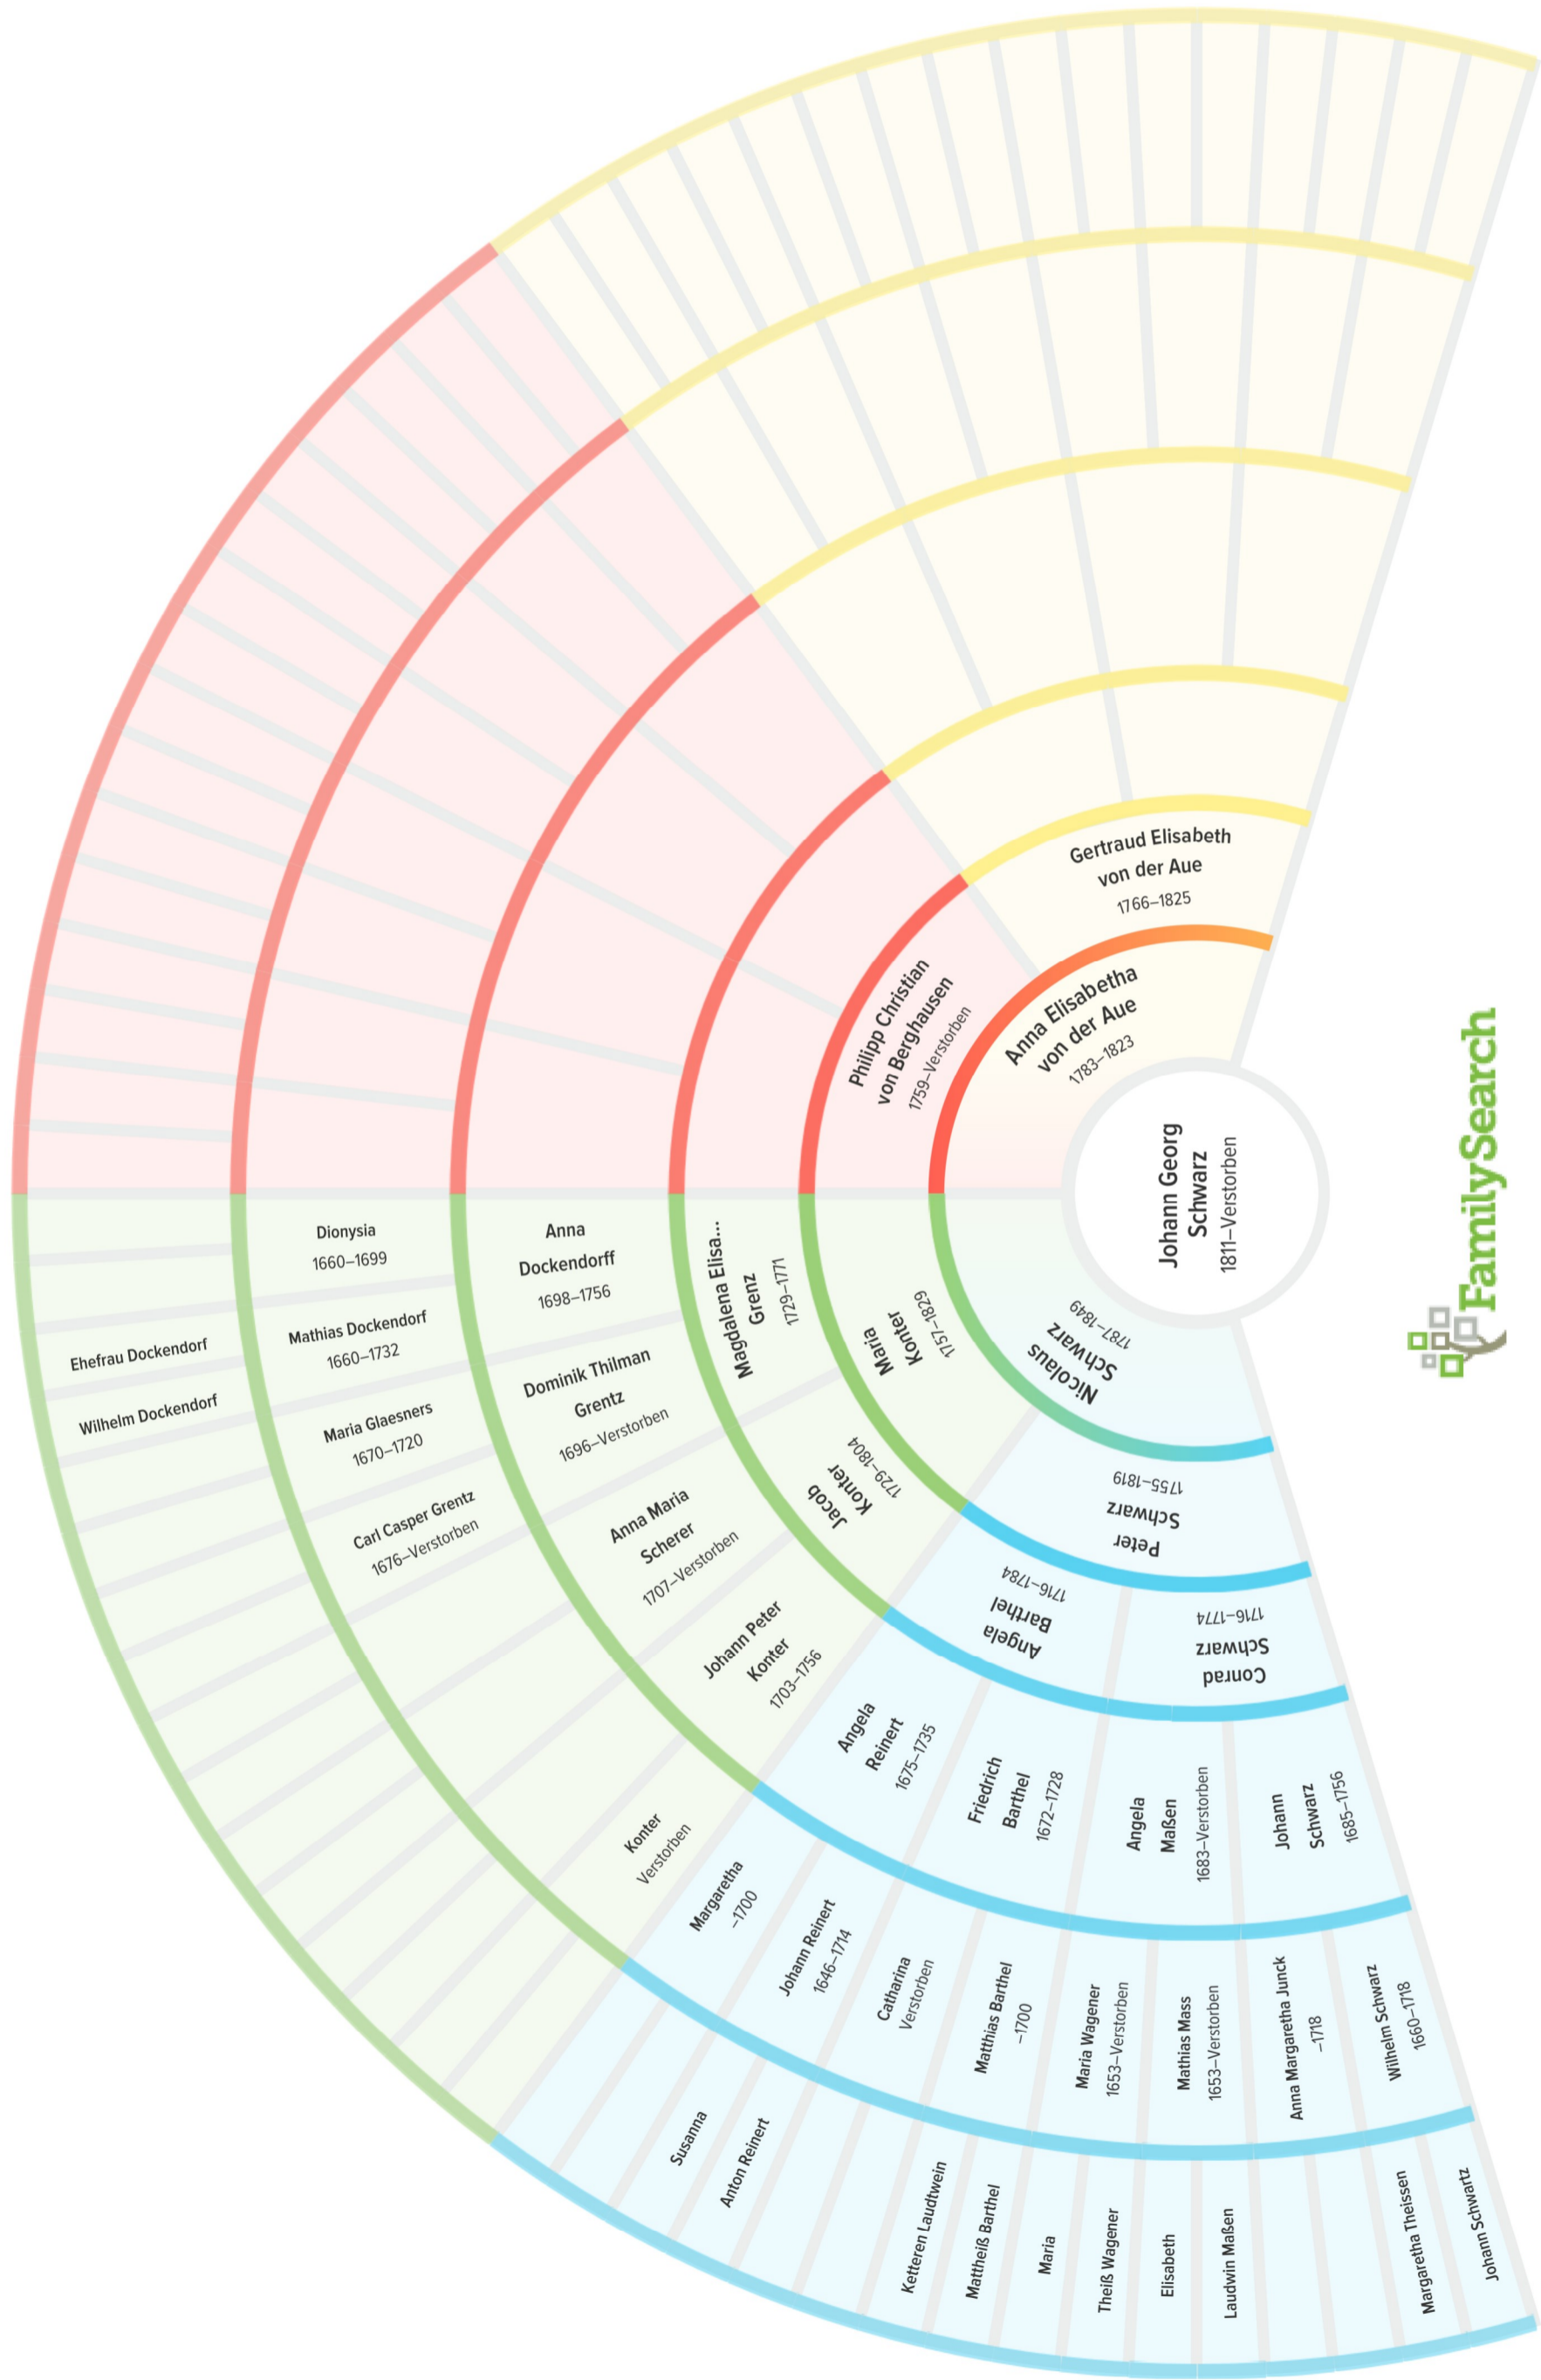 Johann Georg
Schwarz
1811–Verstorben
Nicolaus
Schwarz
1787–1849
Anna Elisabetha
von der Aue
1783–1823
Peter
Schwarz
1755–1819
Maria
Konter
1757–1829
Philipp Christian
von Berghausen
1759–Verstorben
Gertraud Elisabeth
von der Aue
1766–1825
Conrad
Schwarz
1716–1774
Angela
Barthel
1716–1784
Jacob
Konter
1729–1804
Magdalena Elisa...
Grenz
1729–1771
Johann
Schwarz
1685–1756
Angela
Maßen
1683–Verstorben
Friedrich
Barthel
1672–1728
Angela
Reinert
1675–1735
Johann Peter
Konter
1703–1756
Anna Maria
Scherer
1707–Verstorben
Dominik Thilman
Grentz
1696–Verstorben
Anna
Dockendorff
1698–1756
Wilhelm Schwarz
1660–1718
Anna Margaretha Junck
–1718
Mathias Mass
1653–Verstorben
Maria Wagener
1653–Verstorben
Matthias Barthel
–1700
Catharina
Verstorben
Johann Reinert
1646–1714
Margaretha
–1700
Konter
Verstorben
Carl Casper Grentz
1676–Verstorben
Maria Glaesners
1670–1720
Mathias Dockendorf
1660–1732
Dionysia
1660–1699
Johann Schwartz
Margaretha Theissen
Laudwin Maßen
Elisabeth
Theiß Wagener
Maria
Mattheiß Barthel
Ketteren Laudtwein
Anton Reinert
Susanna
Wilhelm Dockendorf
Ehefrau Dockendorf
FamilySearch